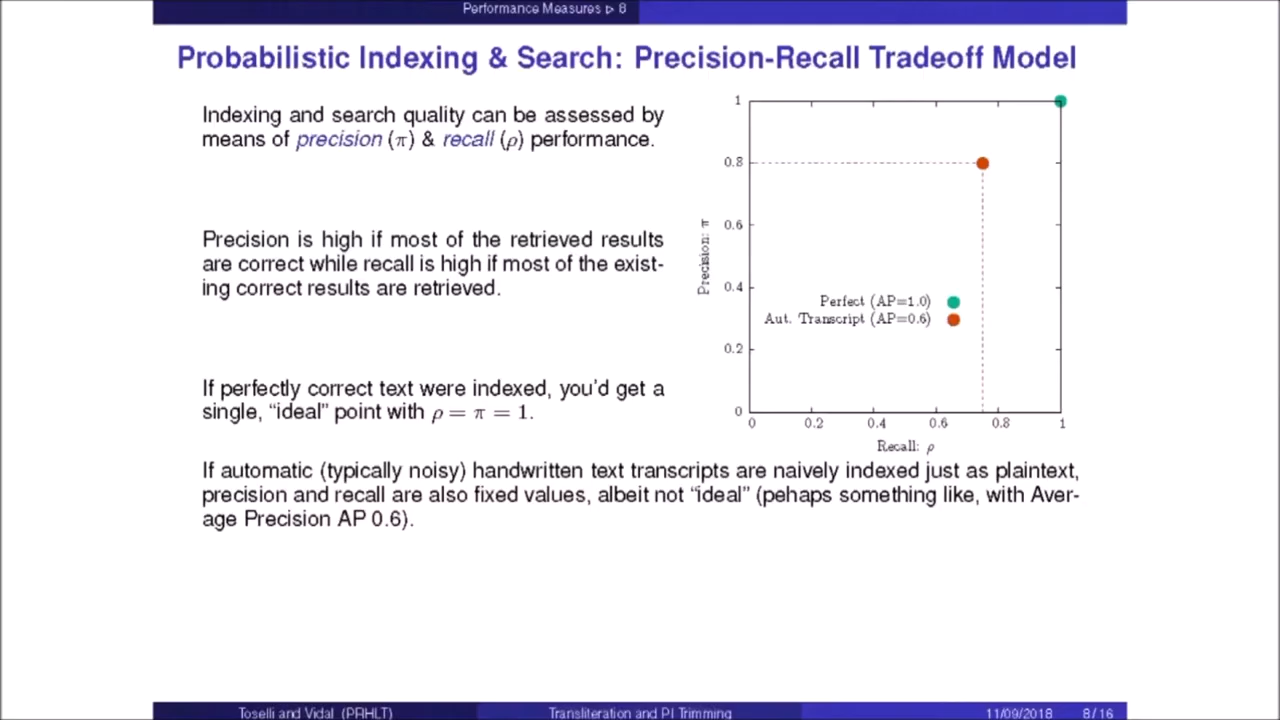 Performance Measures ▷ 8
Probabilistic Indexing & Search: Precision-Recall Tradeoff Model
Indexing and search quality can be assessed by
means of precision (π) & recall (ρ) performance.
Precision is high if most of the retrieved results
are correct while recall is high if most of the exist-
ing correct results are retrieved.
If perfectly correct text were indexed, you'd get a
single, “ideal” point with ρ = π = 1.
1
0.8
0.6
0.4
0.2
0
Precision: π
Perfect (AP=1.0)
Aut. Transcript (AP=0.6)
0 0.2 0.4 0.6 0.8 1
Recall: ρ
If automatic (typically noisy) handwritten text transcripts are naively indexed just as plaintext,
precision and recall are also fixed values, albeit not “ideal” (pehaps something like, with Aver-
age Precision AP 0.6).
Toselli and Vidal (PRHLT) Transliteration and PI Trimming 11/09/2018 8/16